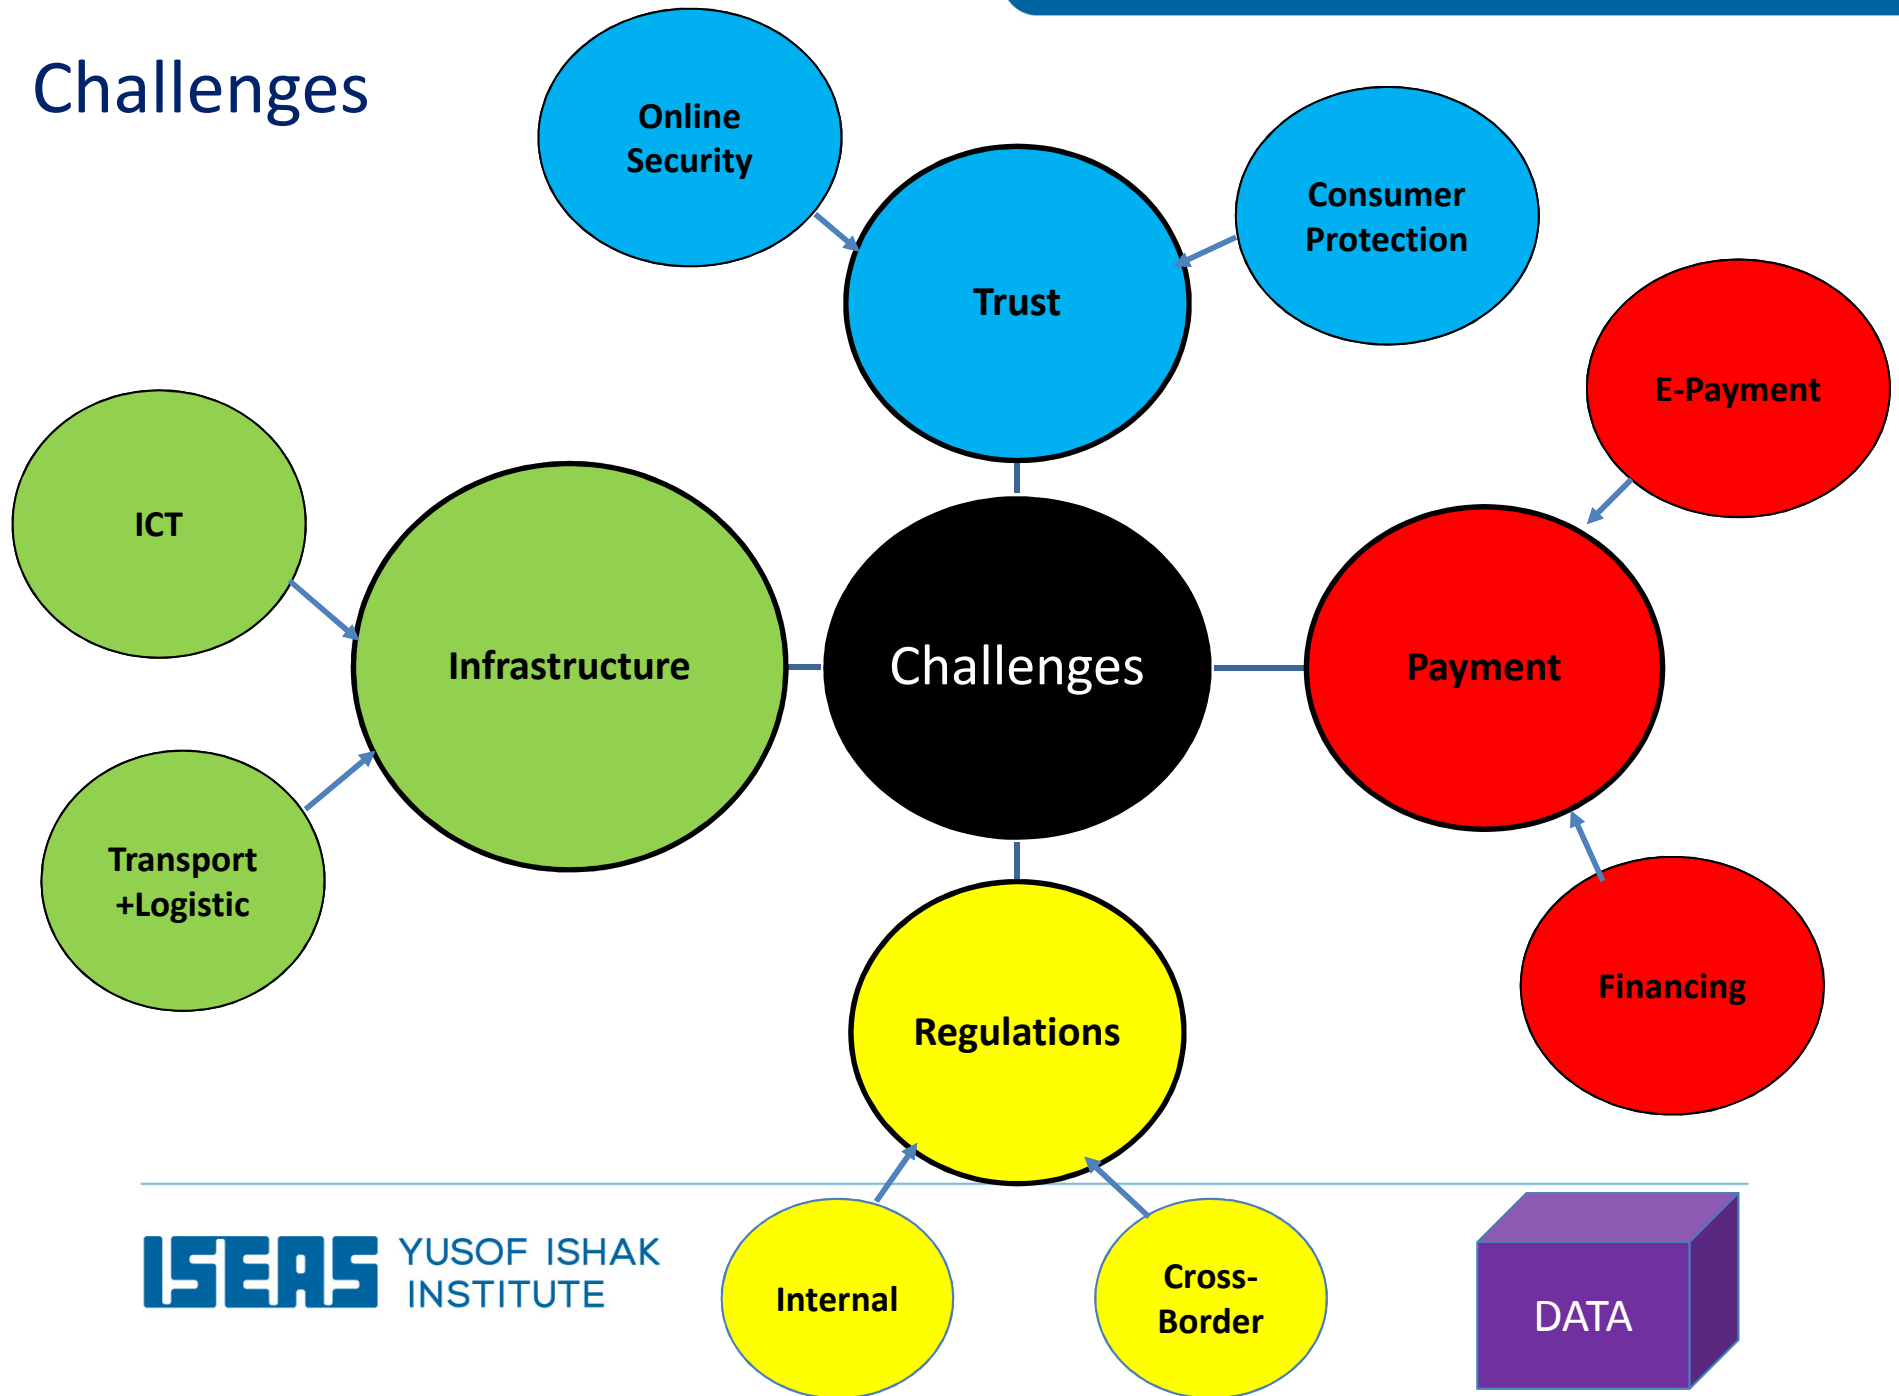 Challenges
Online
Security
Consumer
Protection
Trust
E-Payment
ICT
Infrastructure
Challenges
Payment
Transport
+Logistic
Financing
Regulations
ISEAS YUSOF ISHAK
INSTITUTE
Internal
Cross-
Border
DATA